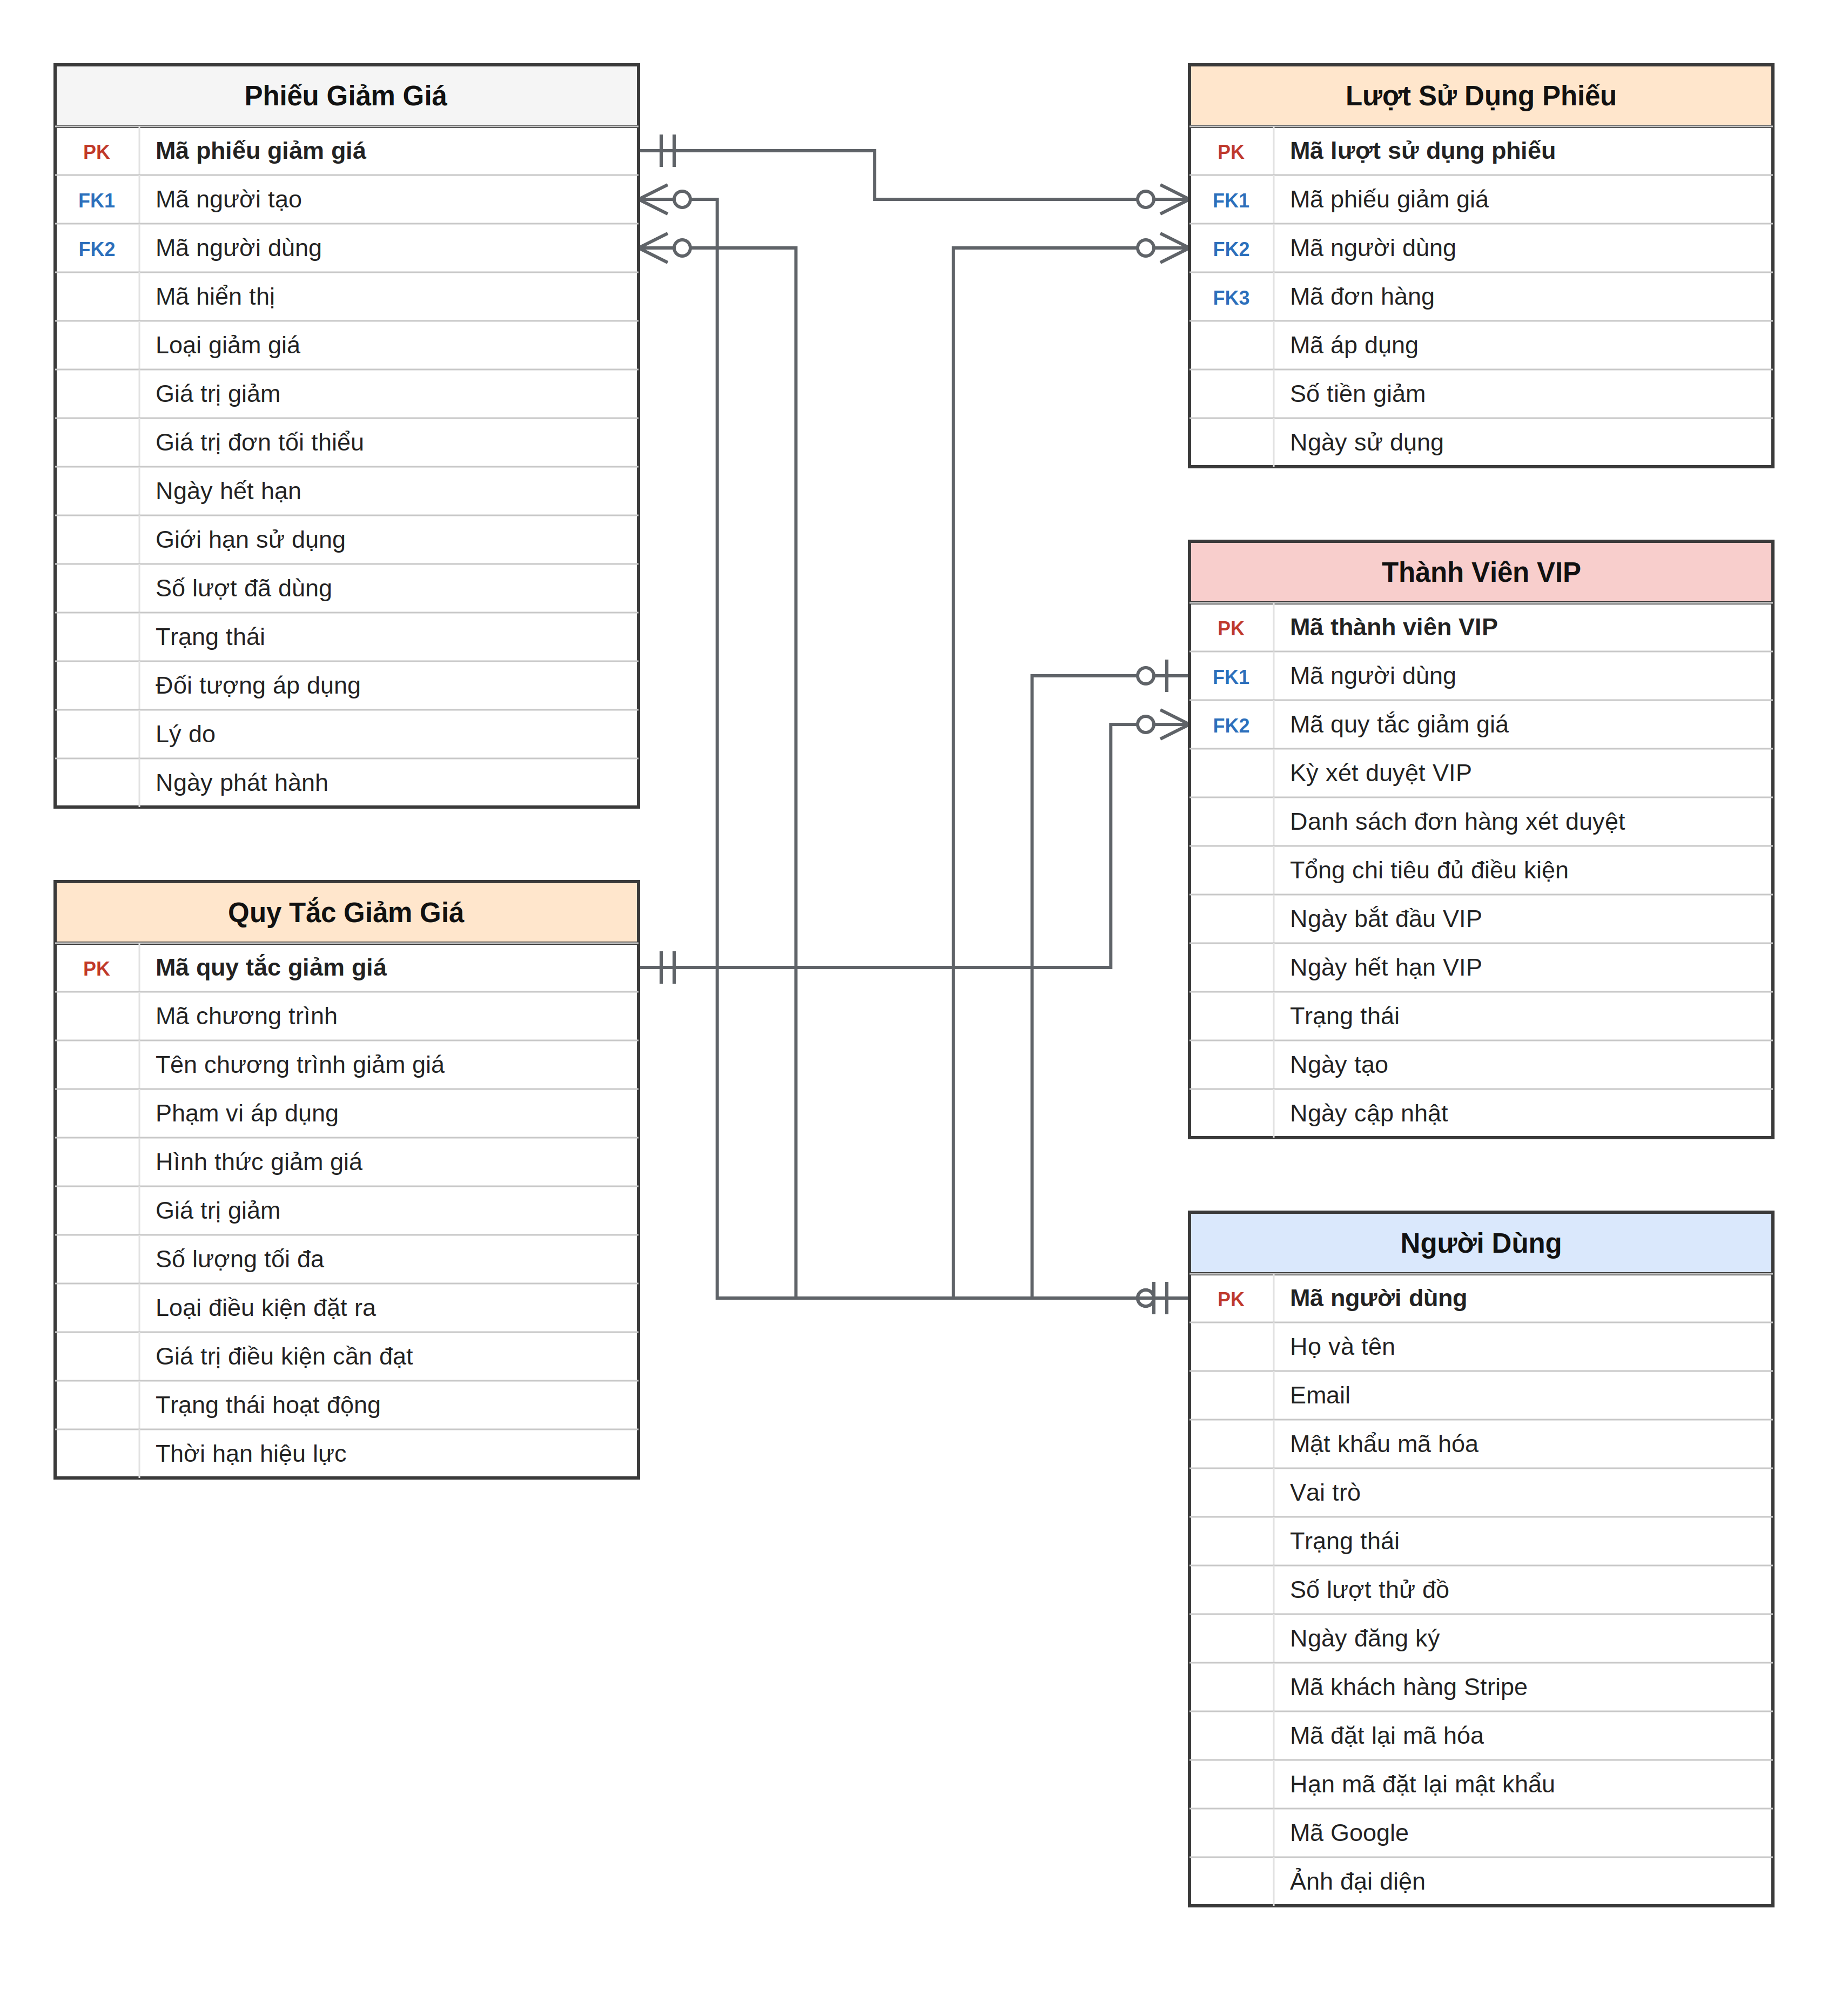 Phiếu Giảm Giá
PK Mã phiếu giảm giá
FK1 Mã người tạo
FK2 Mã người dùng
Mã hiển thị
Loại giảm giá
Giá trị giảm
Giá trị đơn tối thiểu
Ngày hết hạn
Giới hạn sử dụng
Số lượt đã dùng
Trạng thái
Đối tượng áp dụng
Lý do
Ngày phát hành
Quy Tắc Giảm Giá
PK Mã quy tắc giảm giá
Mã chương trình
Tên chương trình giảm giá
Phạm vi áp dụng
Hình thức giảm giá
Giá trị giảm
Số lượng tối đa
Loại điều kiện đặt ra
Giá trị điều kiện cần đạt
Trạng thái hoạt động
Thời hạn hiệu lực
Lượt Sử Dụng Phiếu
PK Mã lượt sử dụng phiếu
FK1 Mã phiếu giảm giá
FK2 Mã người dùng
FK3 Mã đơn hàng
Mã áp dụng
Số tiền giảm
Ngày sử dụng
Thành Viên VIP
PK Mã thành viên VIP
FK1 Mã người dùng
FK2 Mã quy tắc giảm giá
Kỳ xét duyệt VIP
Danh sách đơn hàng xét duyệt
Tổng chi tiêu đủ điều kiện
Ngày bắt đầu VIP
Ngày hết hạn VIP
Trạng thái
Ngày tạo
Ngày cập nhật
Người Dùng
PK Mã người dùng
Họ và tên
Email
Mật khẩu mã hóa
Vai trò
Trạng thái
Số lượt thử đồ
Ngày đăng ký
Mã khách hàng Stripe
Mã đặt lại mã hóa
Hạn mã đặt lại mật khẩu
Mã Google
Ảnh đại diện